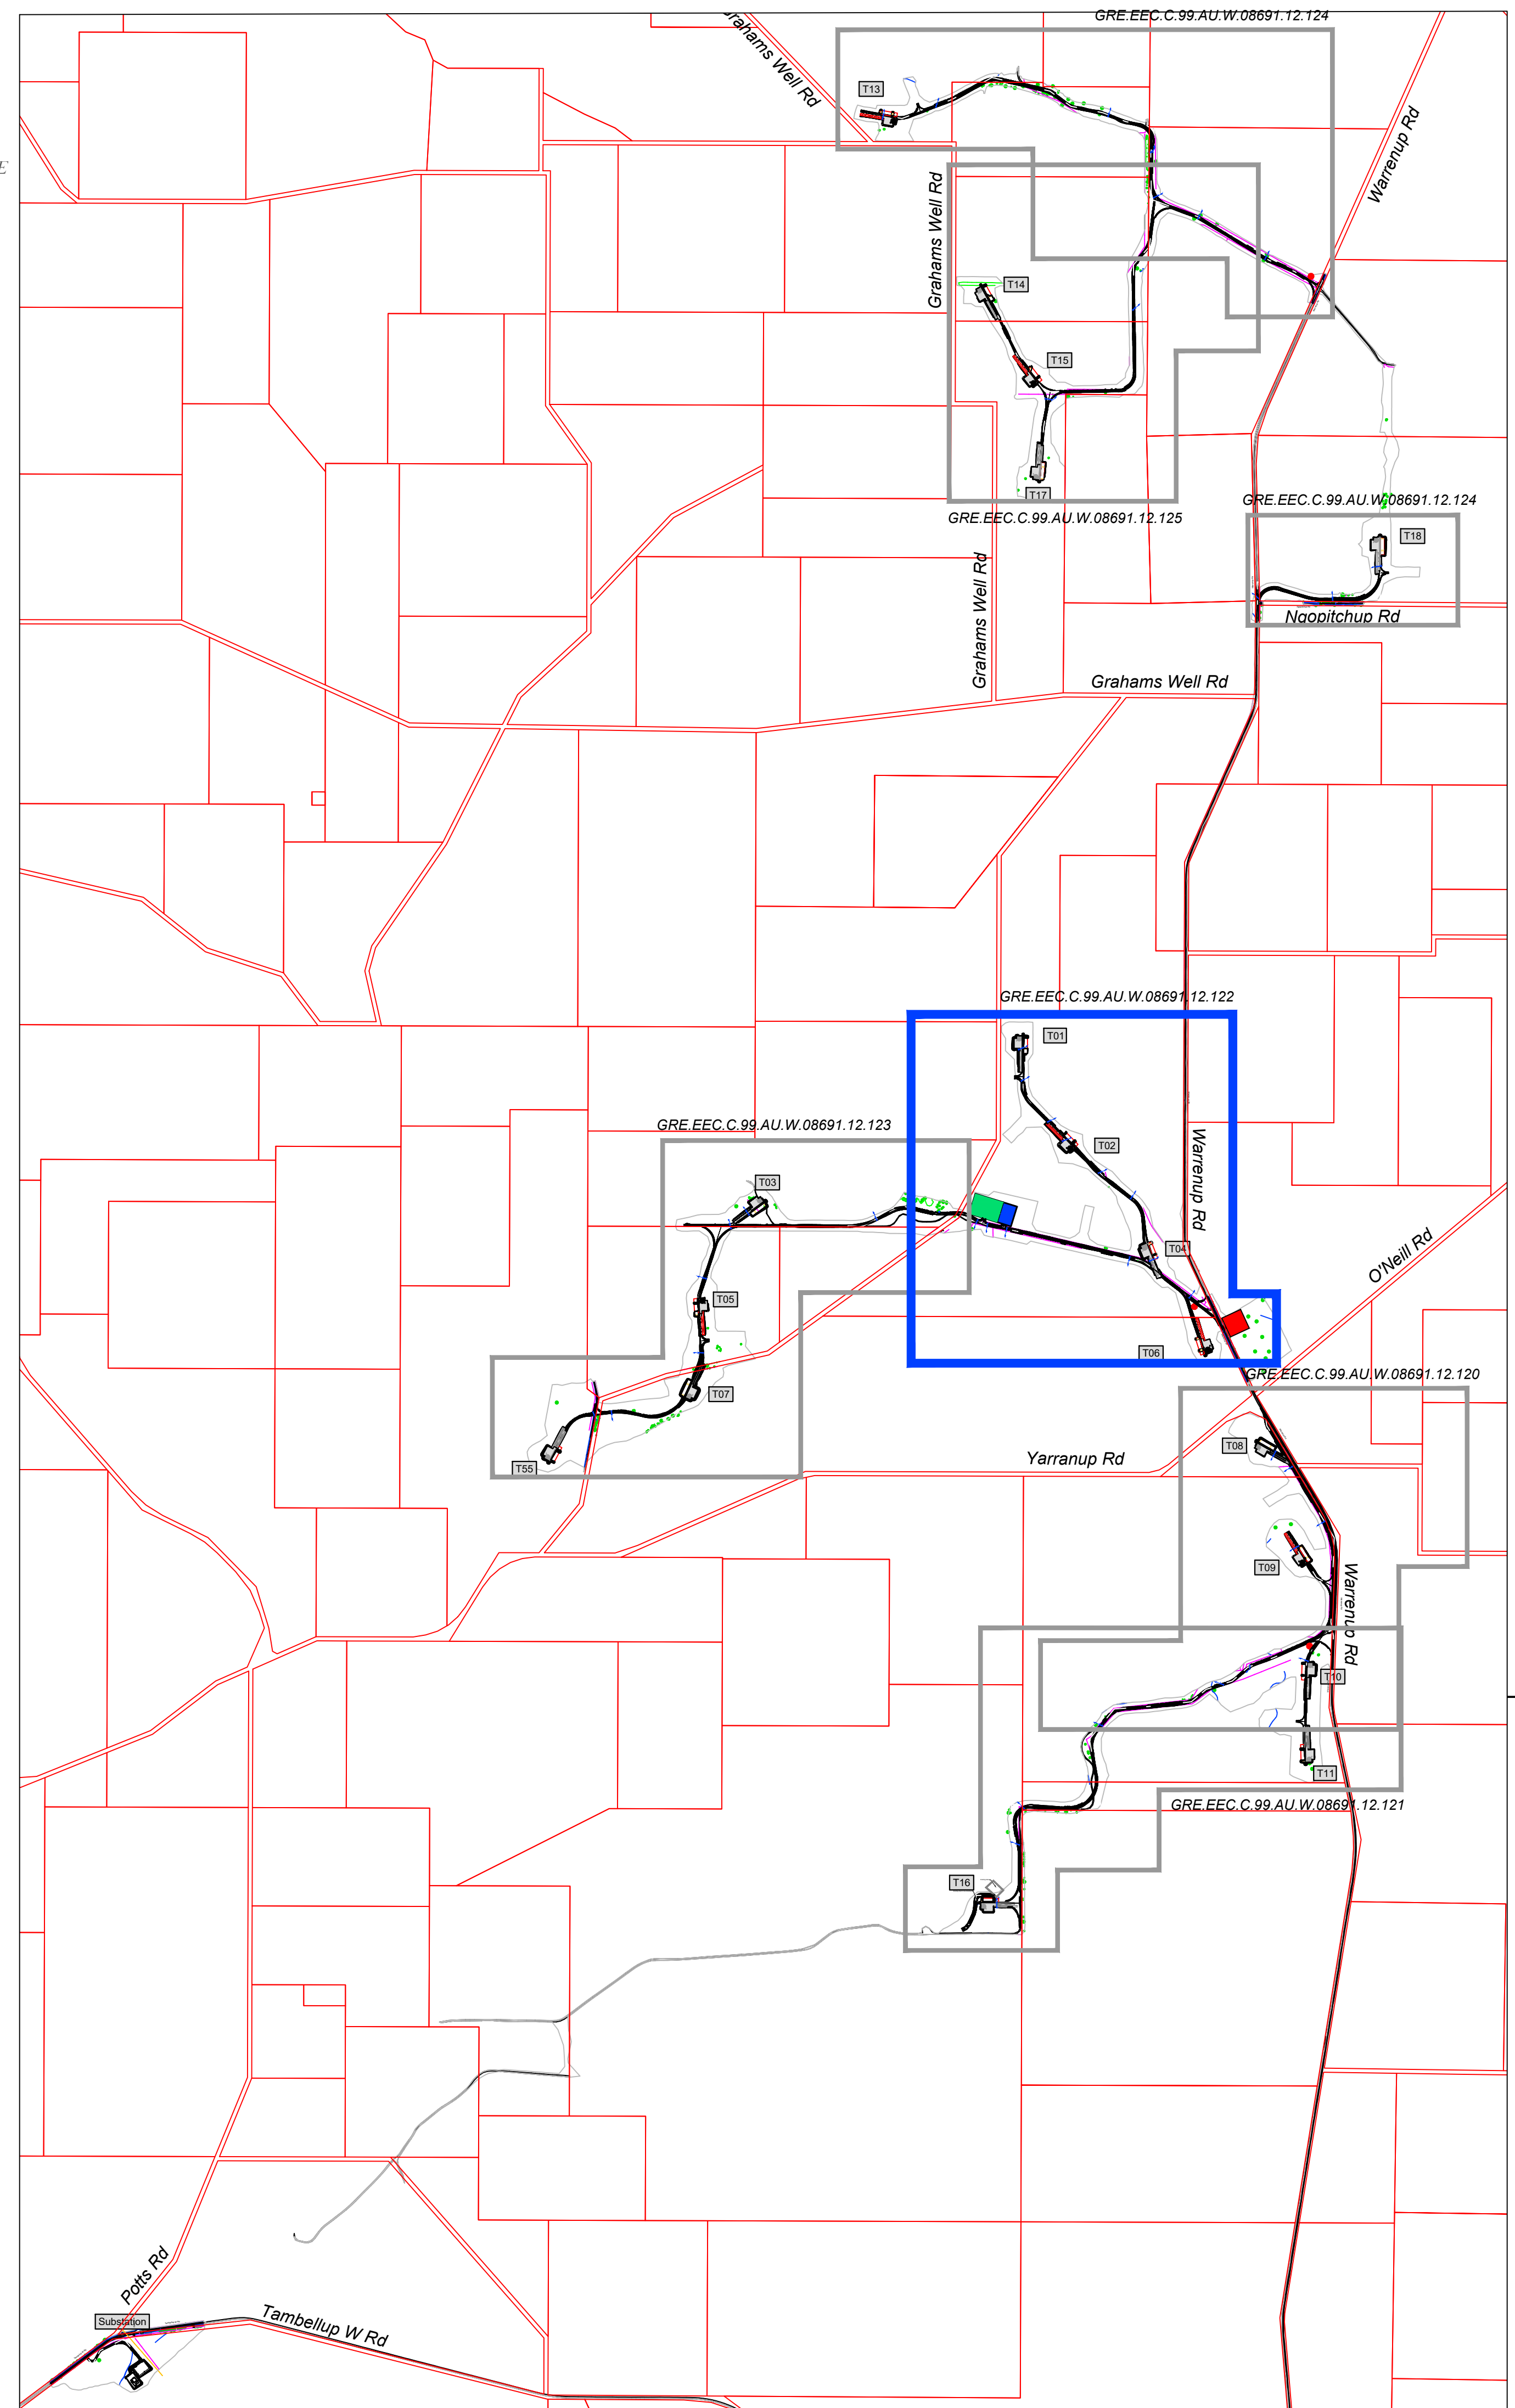 GRE.EEC.C.99.AU.W.08691.12.124
Grahams Well Rd
T13
Warrenup Rd
E
Grahams Well Rd
T14
T15
T17
GRE.EEC.C.99.AU.W.08691.12.124
GRE.EEC.C.99.AU.W.08691.12.125
T18
Ngopitchup Rd
Grahams Well Rd
Grahams Well Rd
GRE.EEC.C.99.AU.W.08691.12.122
T01
GRE.EEC.C.99.AU.W.08691.12.123
T02
T03
Warrenup Rd
T04
O'Neill Rd
T05
T06
GRE.EEC.C.99.AU.W.08691.12.120
T07
T08
Yarranup Rd
T55
T09
Warrenup Rd
T10
T11
GRE.EEC.C.99.AU.W.08691.12.121
T16
Potts Rd
Substation
Tambellup W Rd